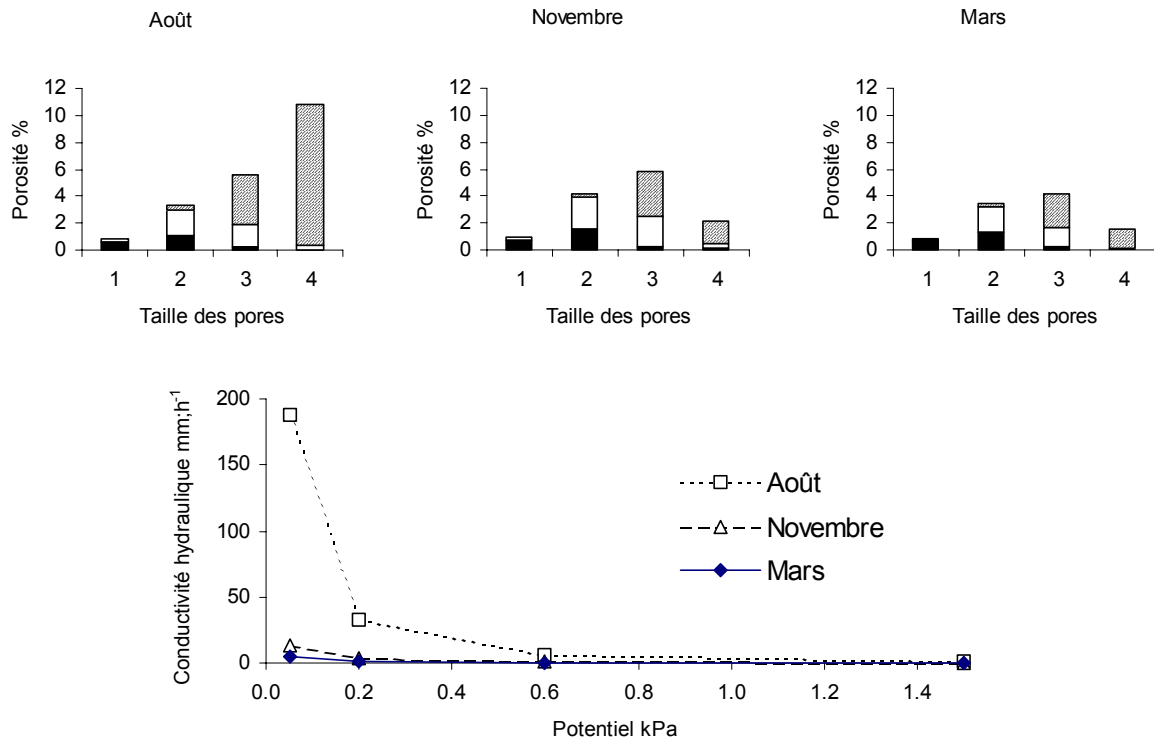 Août
Novembre
Mars
12
10
8
6
4
2
0
Porosité %
1 2 3 4
Taille des pores
12
10
8
6
4
2
0
Porosité %
1 2 3 4
Taille des pores
12
10
8
6
4
2
0
Porosité %
1 2 3 4
Taille des pores
200
150
100
50
0
Conductivité hydraulique mm;h⁻¹
0.0 0.2 0.4 0.6 0.8 1.0 1.2 1.4
Potentiel kPa
Août
Novembre
Mars